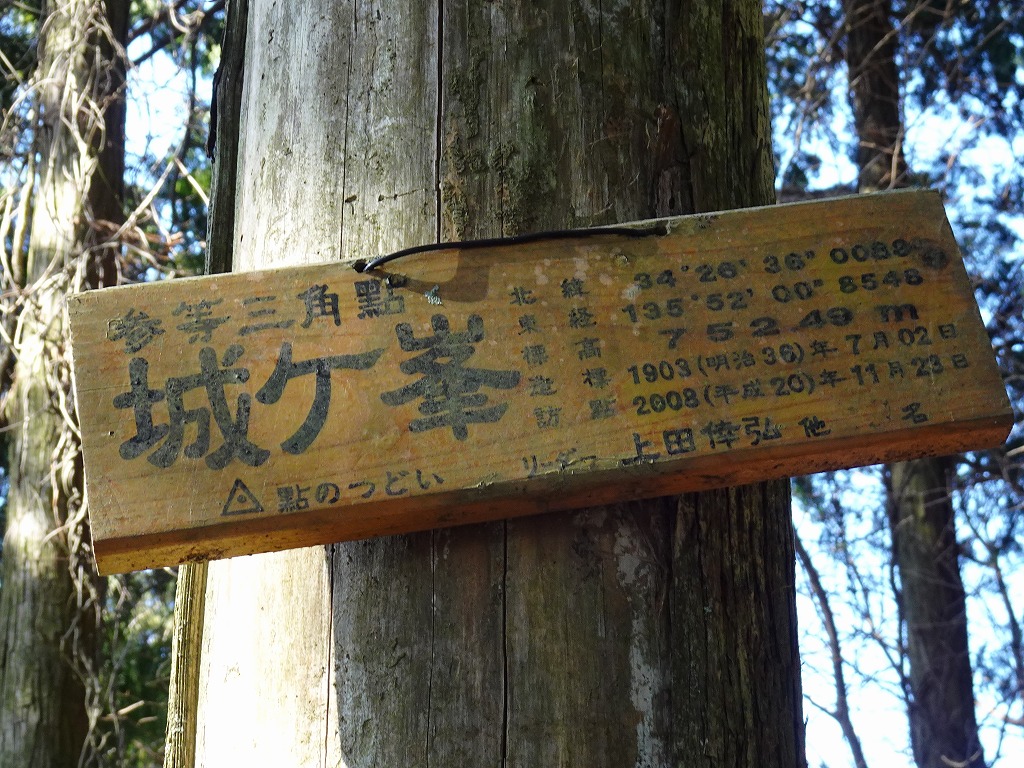 参等三角點
城ケ峯
北緯 34°26'36"0088
東経 135°52'00"8548
標高 752.49m
造標 1903(明治36)年7月02日
訪點 2008(平成20)年11月23日
點のつどい リーダー 上田倖弘 他 名